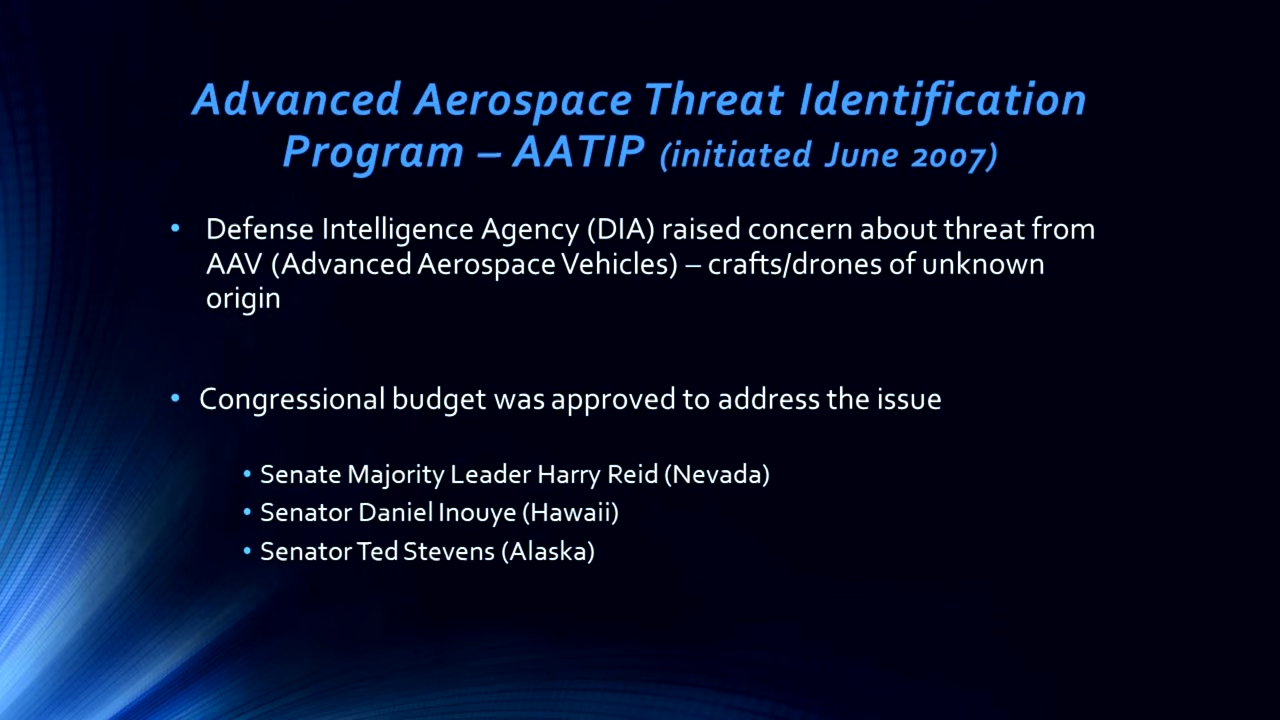 Advanced Aerospace Threat Identification
Program – AATIP (initiated June 2007)
• Defense Intelligence Agency (DIA) raised concern about threat from
AAV (Advanced Aerospace Vehicles) – crafts/drones of unknown
origin
• Congressional budget was approved to address the issue
• Senate Majority Leader Harry Reid (Nevada)
• Senator Daniel Inouye (Hawaii)
• Senator Ted Stevens (Alaska)